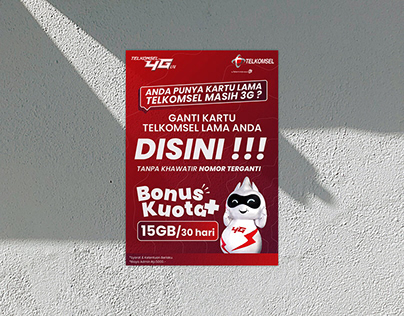 TELKOMSEL
4G LTE
TELKOMSEL
ANDA PUNYA KARTU LAMA
TELKOMSEL MASIH 3G ?
GANTI KARTU
TELKOMSEL LAMA ANDA
DISINI !!!
TANPA KHAWATIR NOMOR TERGANTI
Bonus
Kuota+
15GB/30 hari
4G